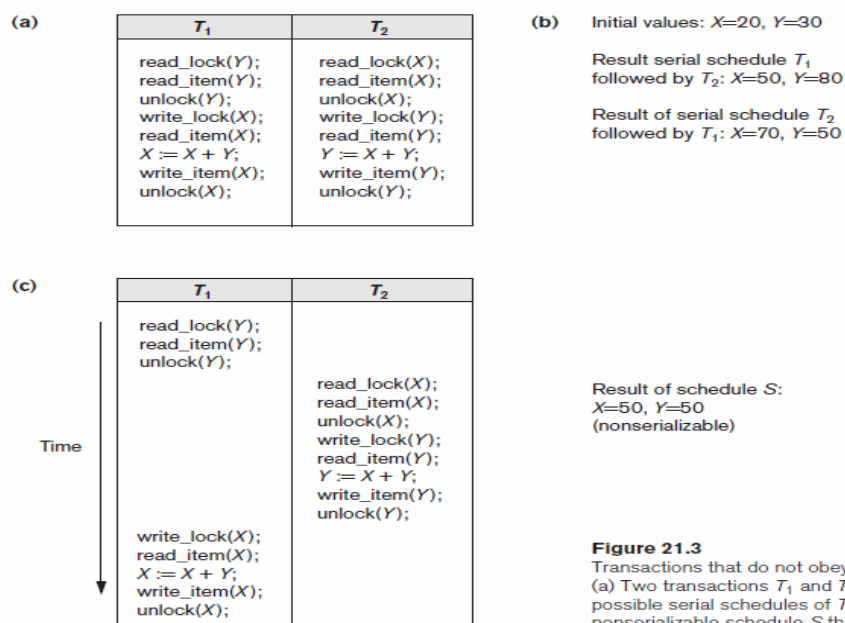 (a)
T1 T2
read_lock(Y); read_lock(X);
read_item(Y); read_item(X);
unlock(Y); unlock(X);
write_lock(X); write_lock(Y);
read_item(X); read_item(Y);
X := X + Y; Y := X + Y;
write_item(X); write_item(Y);
unlock(X); unlock(Y);
(b) Initial values: X=20, Y=30
Result serial schedule T1
followed by T2: X=50, Y=80
Result of serial schedule T2
followed by T1: X=70, Y=50
(c)
T1 T2
Time
read_lock(Y);
read_item(Y);
unlock(Y);
read_lock(X);
read_item(X);
unlock(X);
write_lock(Y);
read_item(Y);
Y := X + Y;
write_item(Y);
unlock(Y);
write_lock(X);
read_item(X);
X := X + Y;
write_item(X);
unlock(X);
Result of schedule S:
X=50, Y=50
(nonserializable)
Figure 21.3
Transactions that do not obey
(a) Two transactions T1 and T
possible serial schedules of T
nonserializable schedule S th